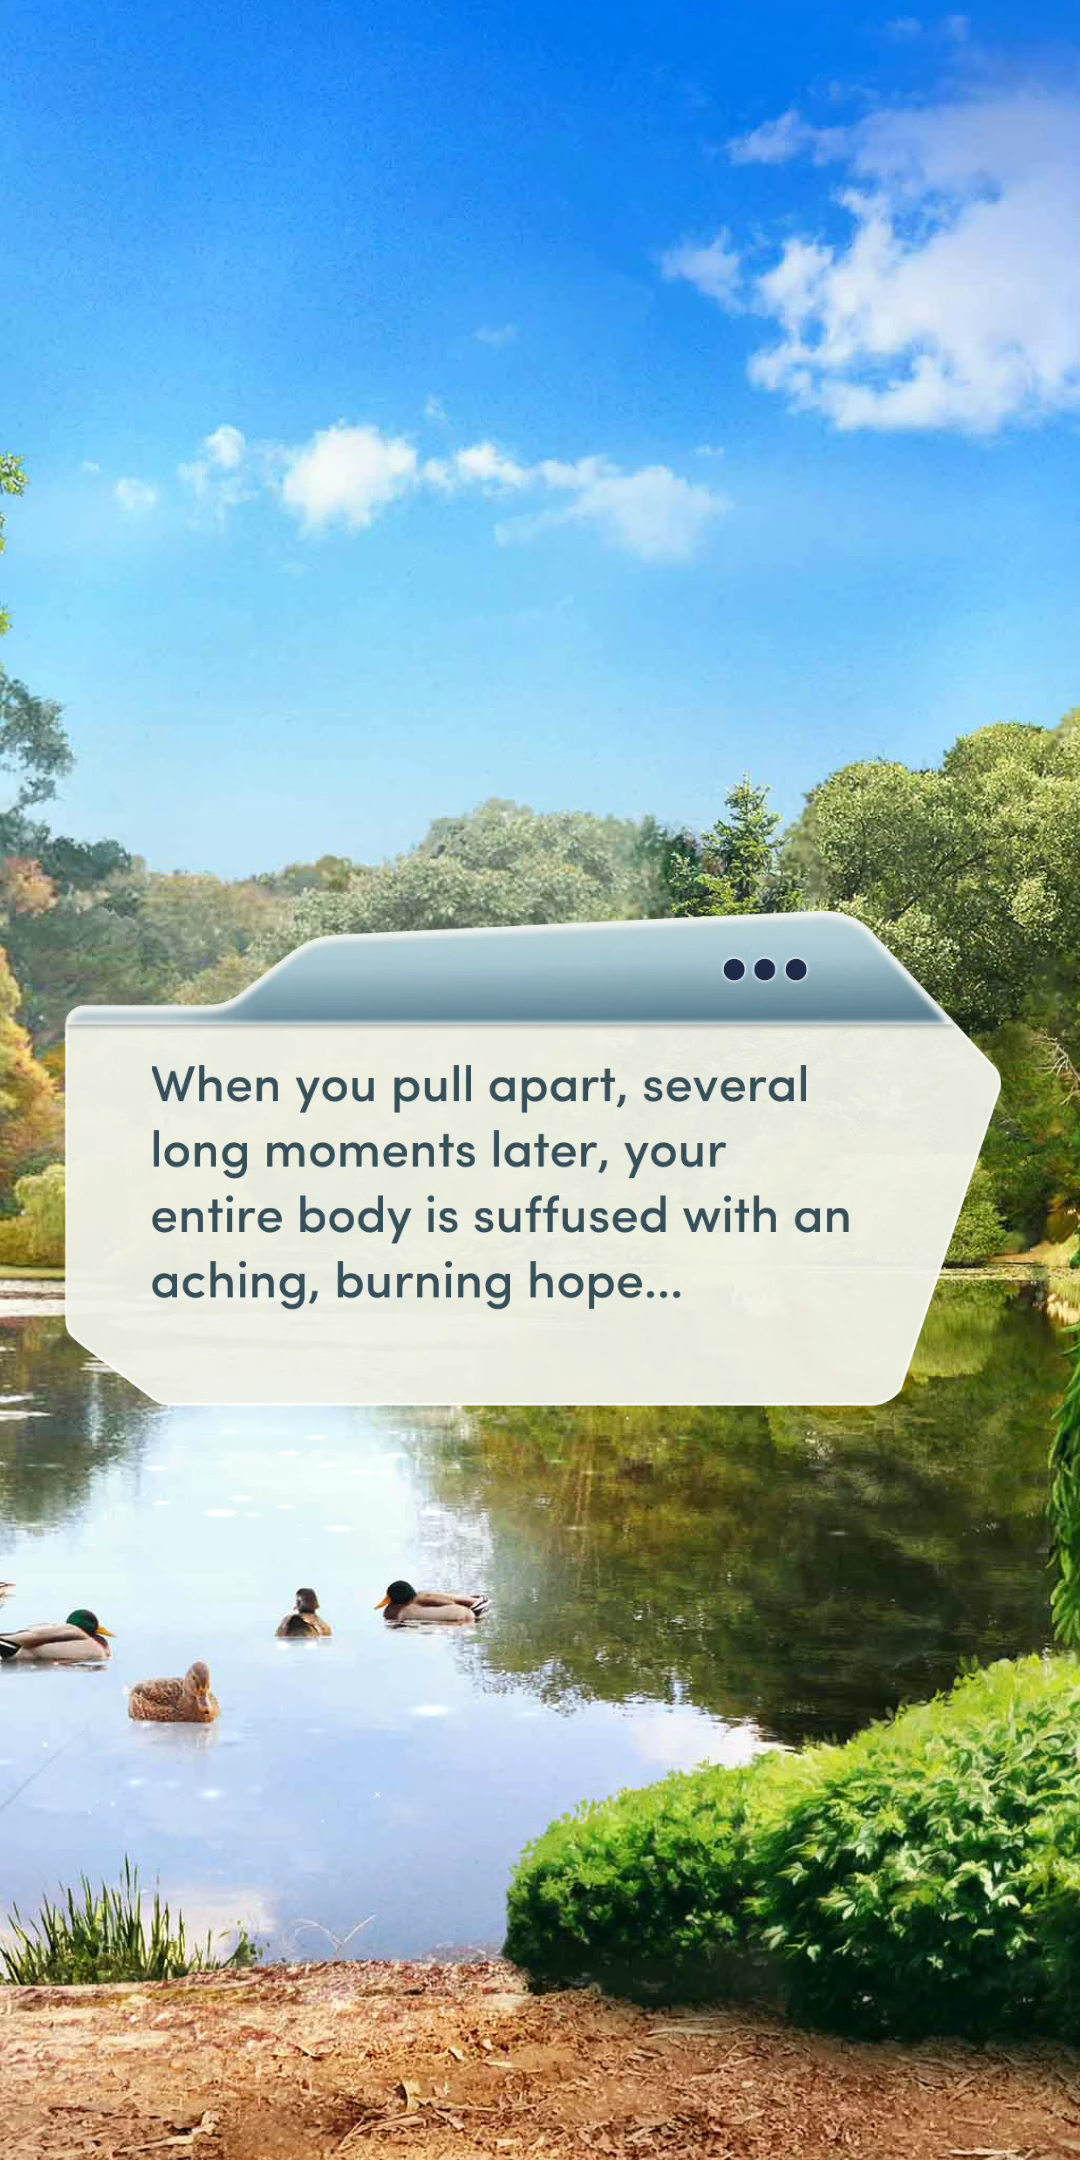 When you pull apart, several
long moments later, your
entire body is suffused with an
aching, burning hope...